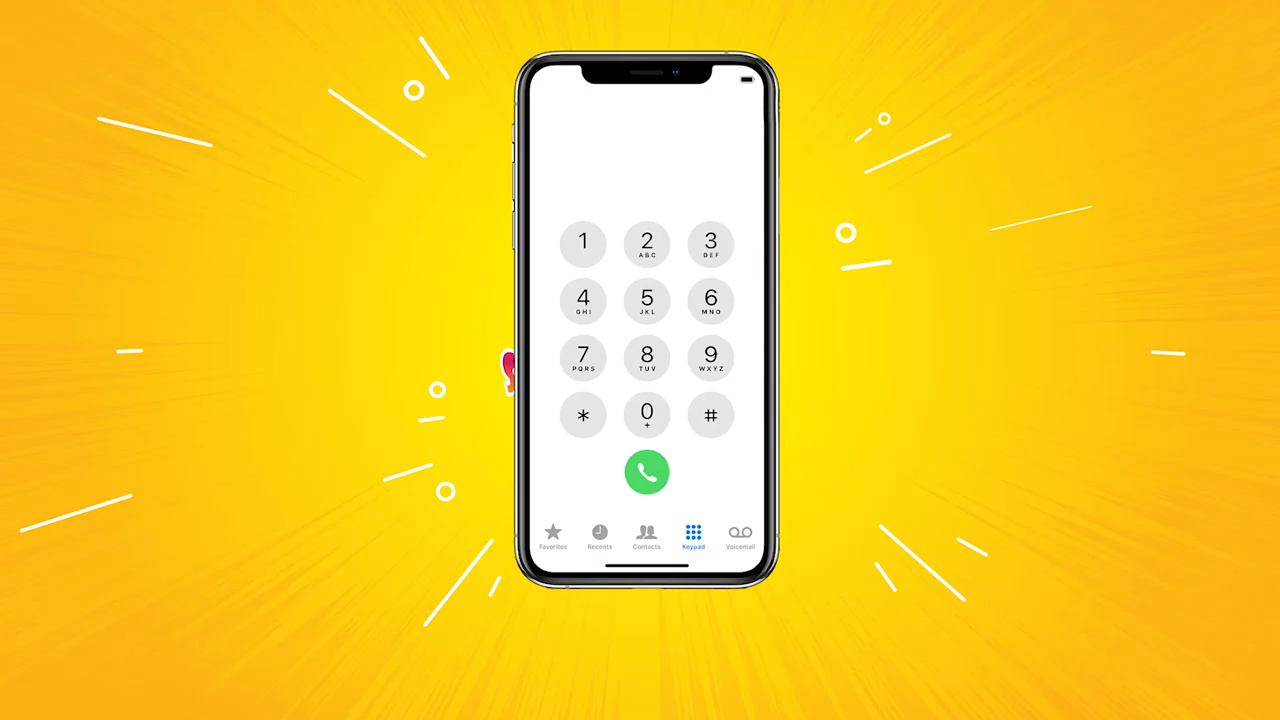 1 2 3
ABC DEF
4 5 6
GHI JKL MNO
7 8 9
PQRS TUV WXYZ
* 0 #
+
Favorites Recents Contacts Keypad Voicemail